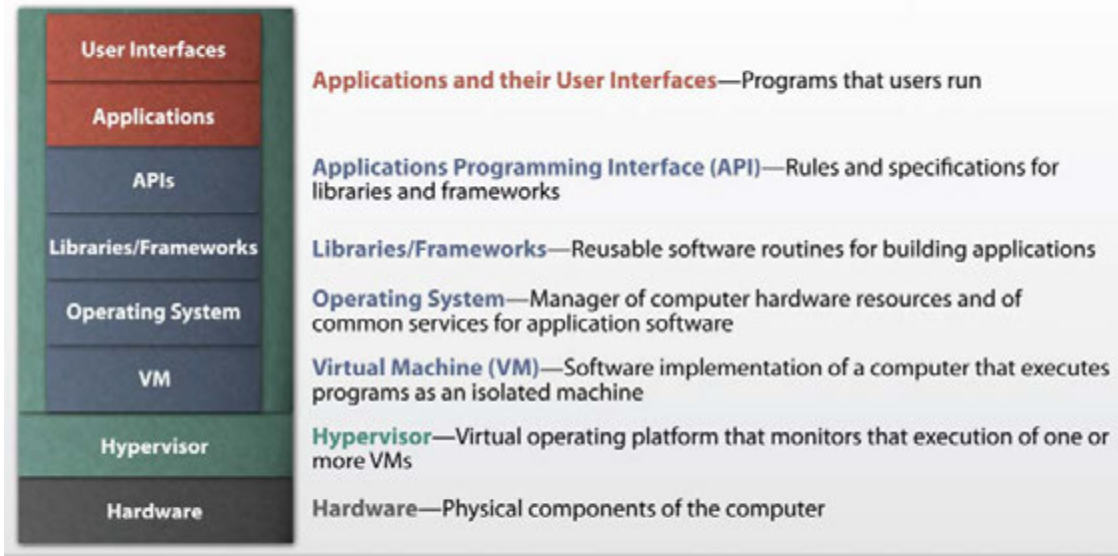 User Interfaces
Applications
APIs
Libraries/Frameworks
Operating System
VM
Hypervisor
Hardware
Applications and their User Interfaces—Programs that users run
Applications Programming Interface (API)—Rules and specifications for
libraries and frameworks
Libraries/Frameworks—Reusable software routines for building applications
Operating System—Manager of computer hardware resources and of
common services for application software
Virtual Machine (VM)—Software implementation of a computer that executes
programs as an isolated machine
Hypervisor—Virtual operating platform that monitors that execution of one or
more VMs
Hardware—Physical components of the computer